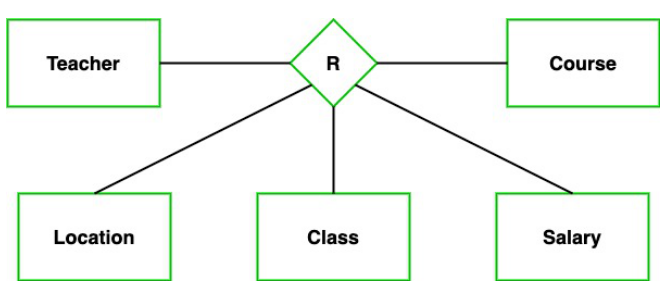 Teacher
R
Course
Location
Class
Salary